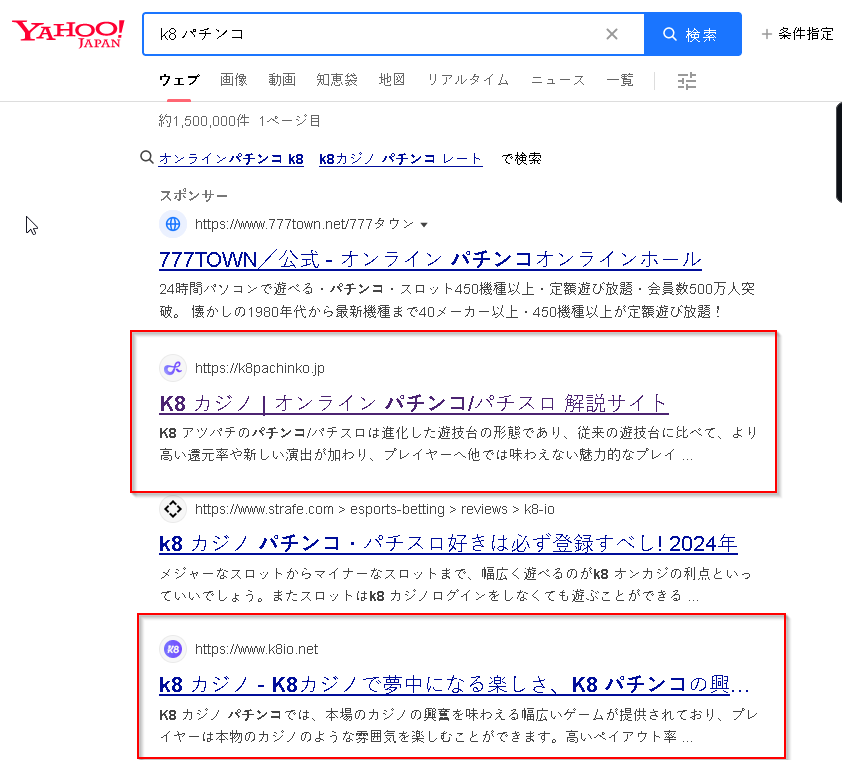 YAHOO!
JAPAN
k8 パチンコ
検索
条件指定
ウェブ 画像 動画 知恵袋 地図 リアルタイム ニュース 一覧
約1,500,000件 1ページ目
オンラインパチンコ k8 k8カジノ パチンコ レート で検索
スポンサー
https://www.777town.net/777タウン
777TOWN／公式 - オンライン パチンコオンラインホール
24時間パソコンで遊べる・パチンコ・スロット450機種以上・定額遊び放題・会員数500万人突
破。 懐かしの1980年代から最新機種まで40メーカー以上・450機種以上が定額遊び放題！
https://k8pachinko.jp
K8 カジノ | オンライン パチンコ/パチスロ 解説サイト
K8 アツパチのパチンコ/パチスロは進化した遊技台の形態であり、従来の遊技台に比べて、より
高い還元率や新しい演出が加わり、プレイヤーへ他では味わえない魅力的なプレイ ...
https://www.strafe.com > esports-betting > reviews > k8-io
k8 カジノ パチンコ・パチスロ好きは必ず登録すべし! 2024年
メジャーなスロットからマイナーなスロットまで、幅広く遊べるのがk8 オンカジの利点といっ
ていいでしょう。またスロットはk8 カジノログインをしなくても遊ぶことができる ...
K8
https://www.k8io.net
k8 カジノ - K8カジノで夢中になる楽しさ、K8 パチンコの興...
K8 カジノ パチンコでは、本場のカジノの興奮を味わえる幅広いゲームが提供されており、プレ
イヤーは本物のカジノのような雰囲気を楽しむことができます。高いペイアウト率 ...